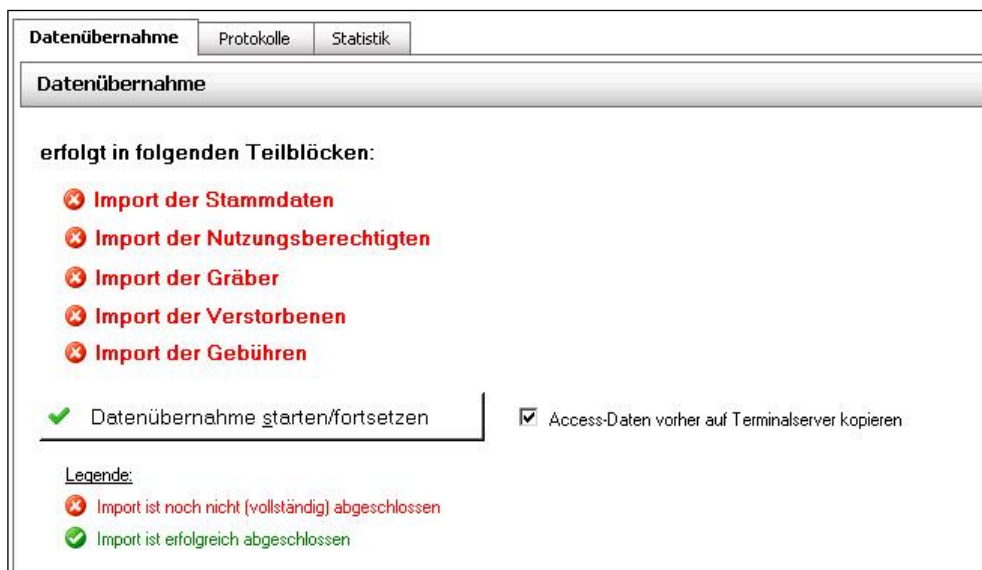 Datenübernahme Protokolle Statistik
Datenübernahme
erfolgt in folgenden Teilblöcken:
Import der Stammdaten
Import der Nutzungsberechtigten
Import der Gräber
Import der Verstorbenen
Import der Gebühren
Datenübernahme starten/fortsetzen Access-Daten vorher auf Terminalserver kopieren
Legende:
Import ist noch nicht (vollständig) abgeschlossen
Import ist erfolgreich abgeschlossen